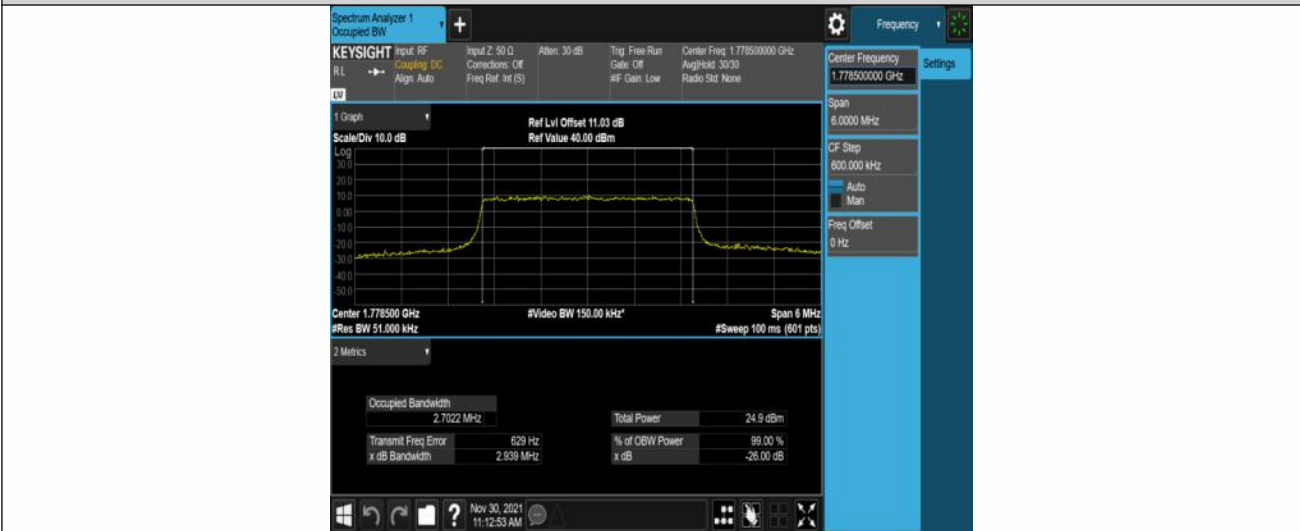 Spectrum Analyzer 1
Occupied BW
+
Frequency
KEYSIGHT Input: RF Input Z: 50 Ω Atten: 30 dB Trig: Free Run Center Freq: 1.778500000 GHz
RL Coupling: DC Corrections: Off Gate: Off Avg|Hold: 30/30
Align: Auto Freq Ref: Int (S) #IF Gain: Low Radio Std: None
LV
Center Frequency
1.778500000 GHz
Settings
Span
6.0000 MHz
CF Step
600.000 kHz
Auto
Man
Freq Offset
0 Hz
1 Graph
Ref Lvl Offset 11.03 dB
Scale/Div 10.0 dB Ref Value 40.00 dBm
Log
30.0
20.0
10.0
0.00
-10.0
-20.0
-30.0
-40.0
-50.0
Center 1.778500 GHz #Video BW 150.00 kHz* Span 6 MHz
#Res BW 51.000 kHz #Sweep 100 ms (601 pts)
2 Metrics
Occupied Bandwidth
2.7022 MHz
Total Power 24.9 dBm
Transmit Freq Error 629 Hz % of OBW Power 99.00 %
x dB Bandwidth 2.939 MHz x dB -26.00 dB
?
Nov 30, 2021
11:12:53 AM